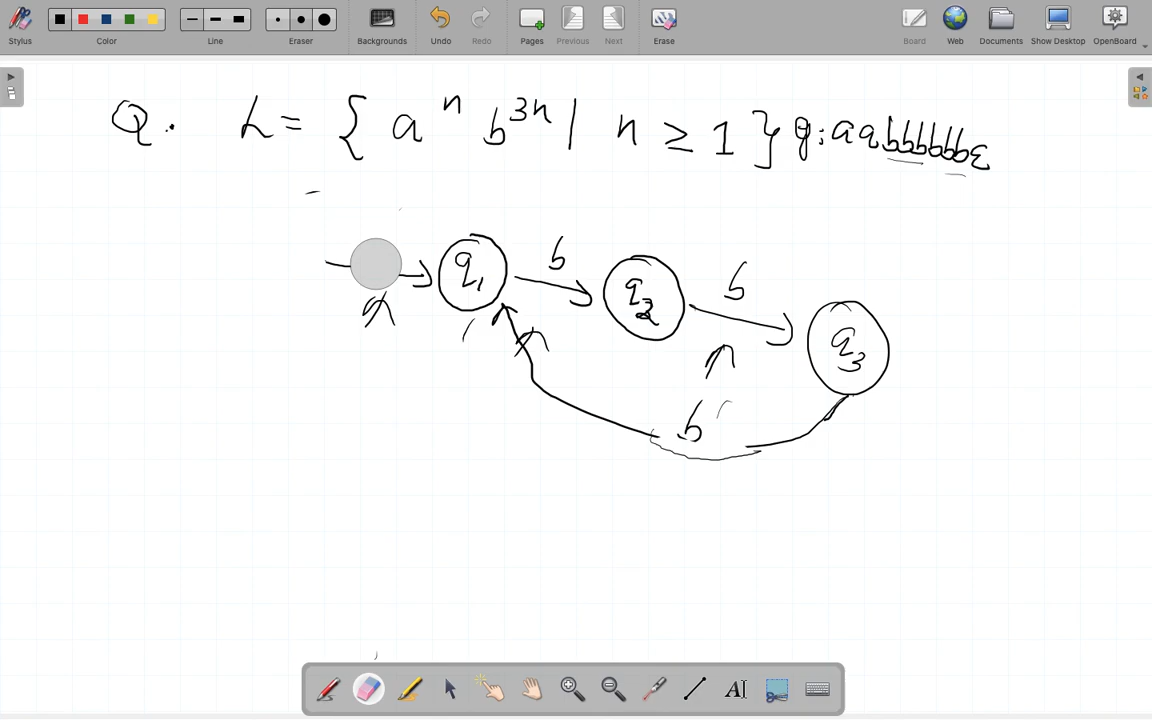 Stylus Color Line Eraser Backgrounds Undo Redo Pages Previous Next Erase Board Web Documents Show Desktop OpenBoard
Q. L = { a^n b^3n | n ≥ 1 } g: aabbbbbbε
b
q1
b
q2
q3
b